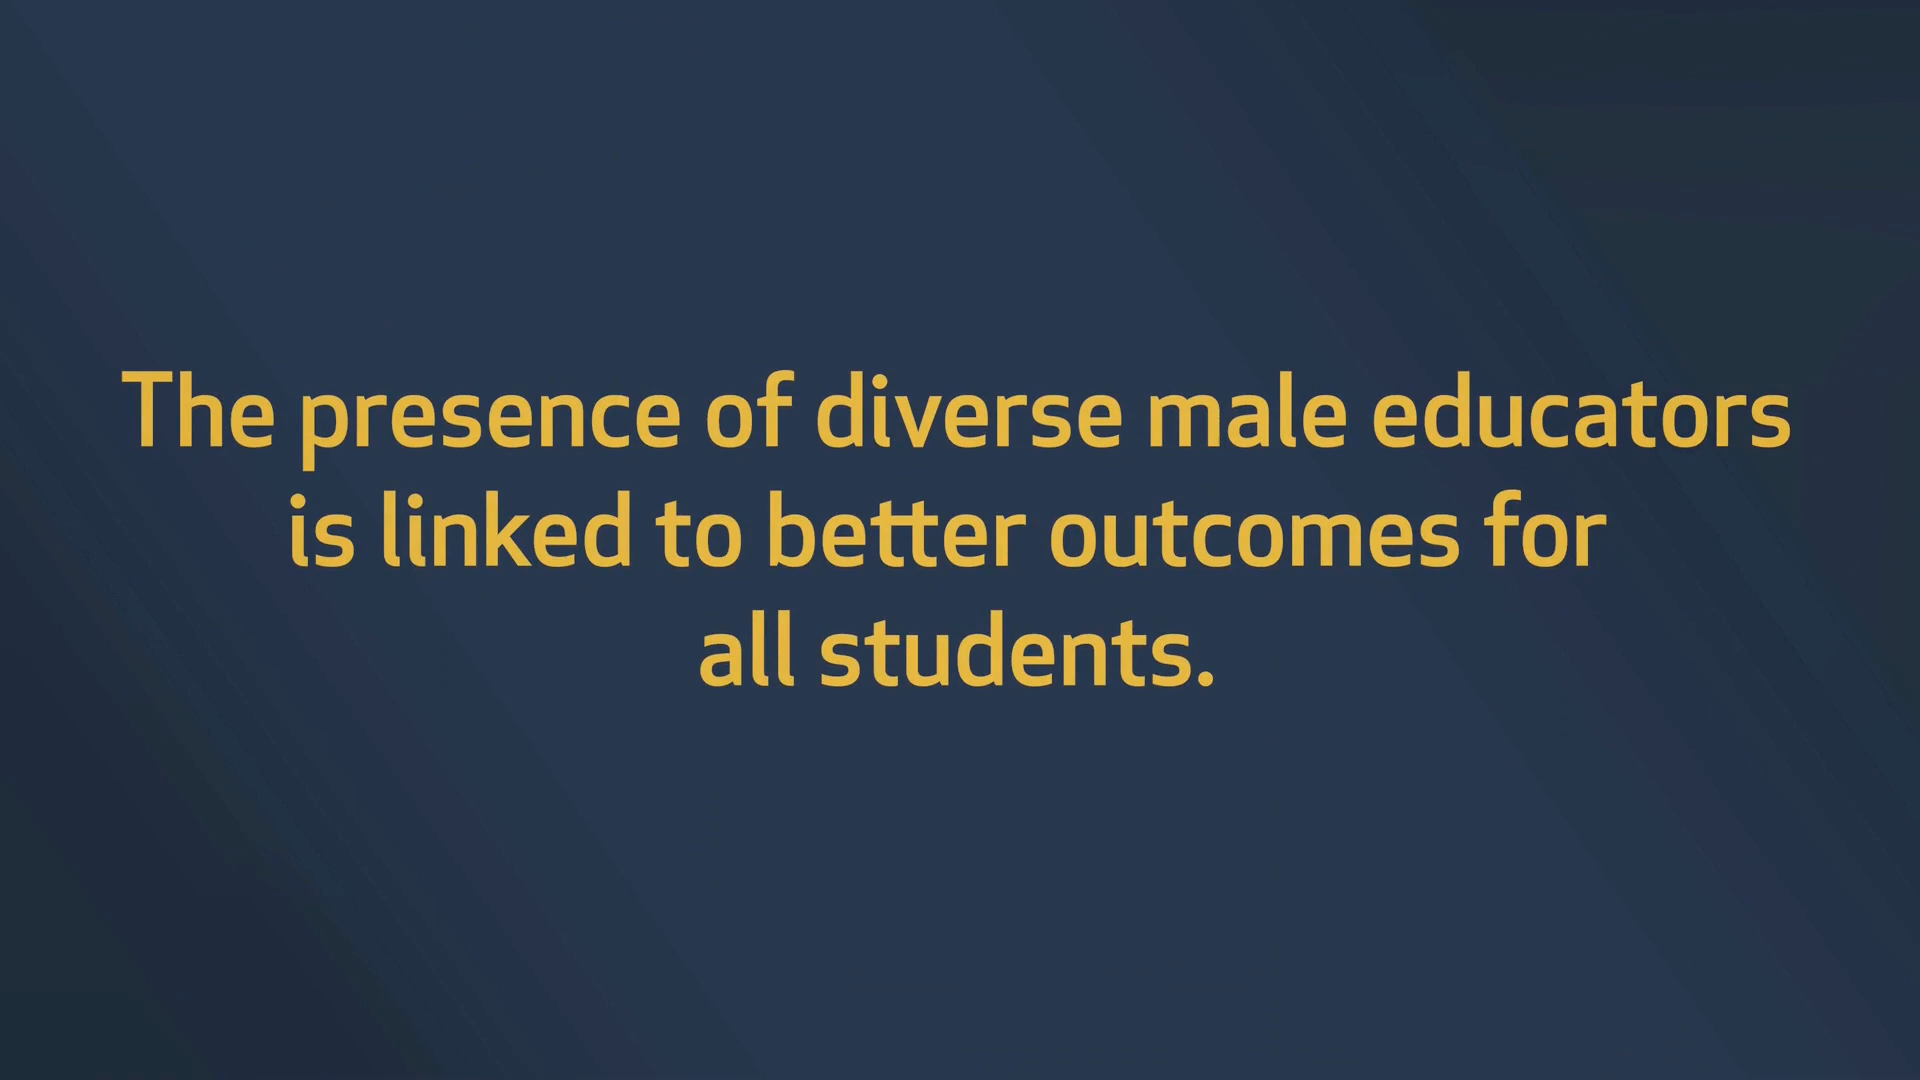 The presence of diverse male educators
is linked to better outcomes for
all students.